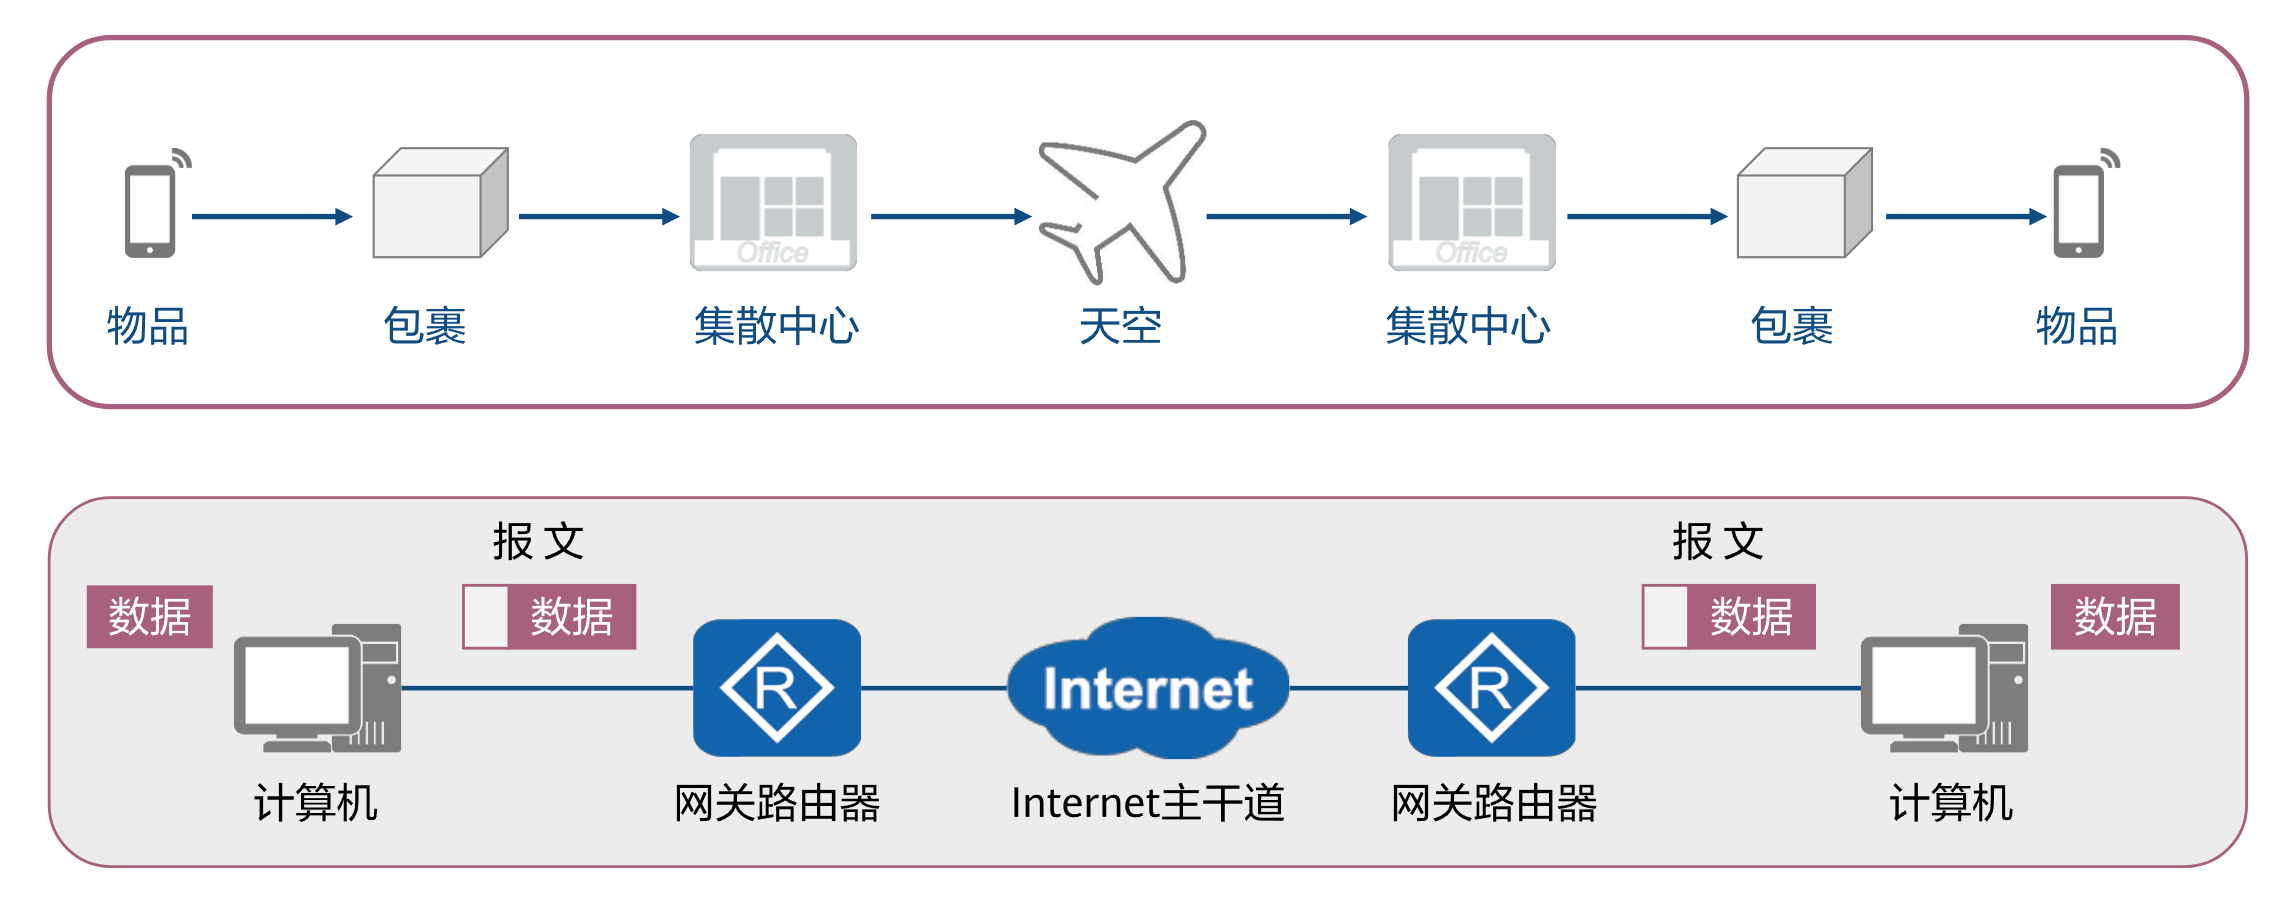 Office
Office
物品
包裹
集散中心
天空
集散中心
包裹
物品
报 文
报 文
数据
数据
数据
数据
R
Internet
R
计算机
网关路由器
Internet主干道
网关路由器
计算机